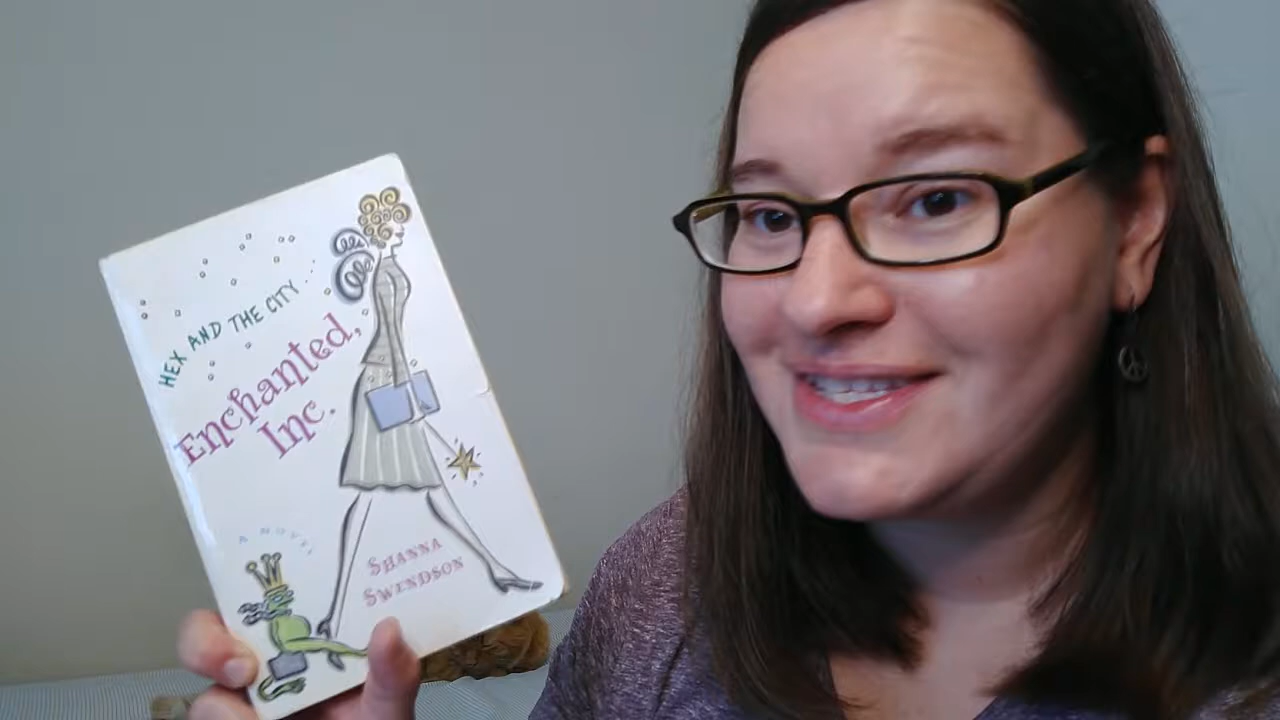 HEX AND THE CITY...
Enchanted,
Inc.
A NOVEL
SHANNA
SWENDSON